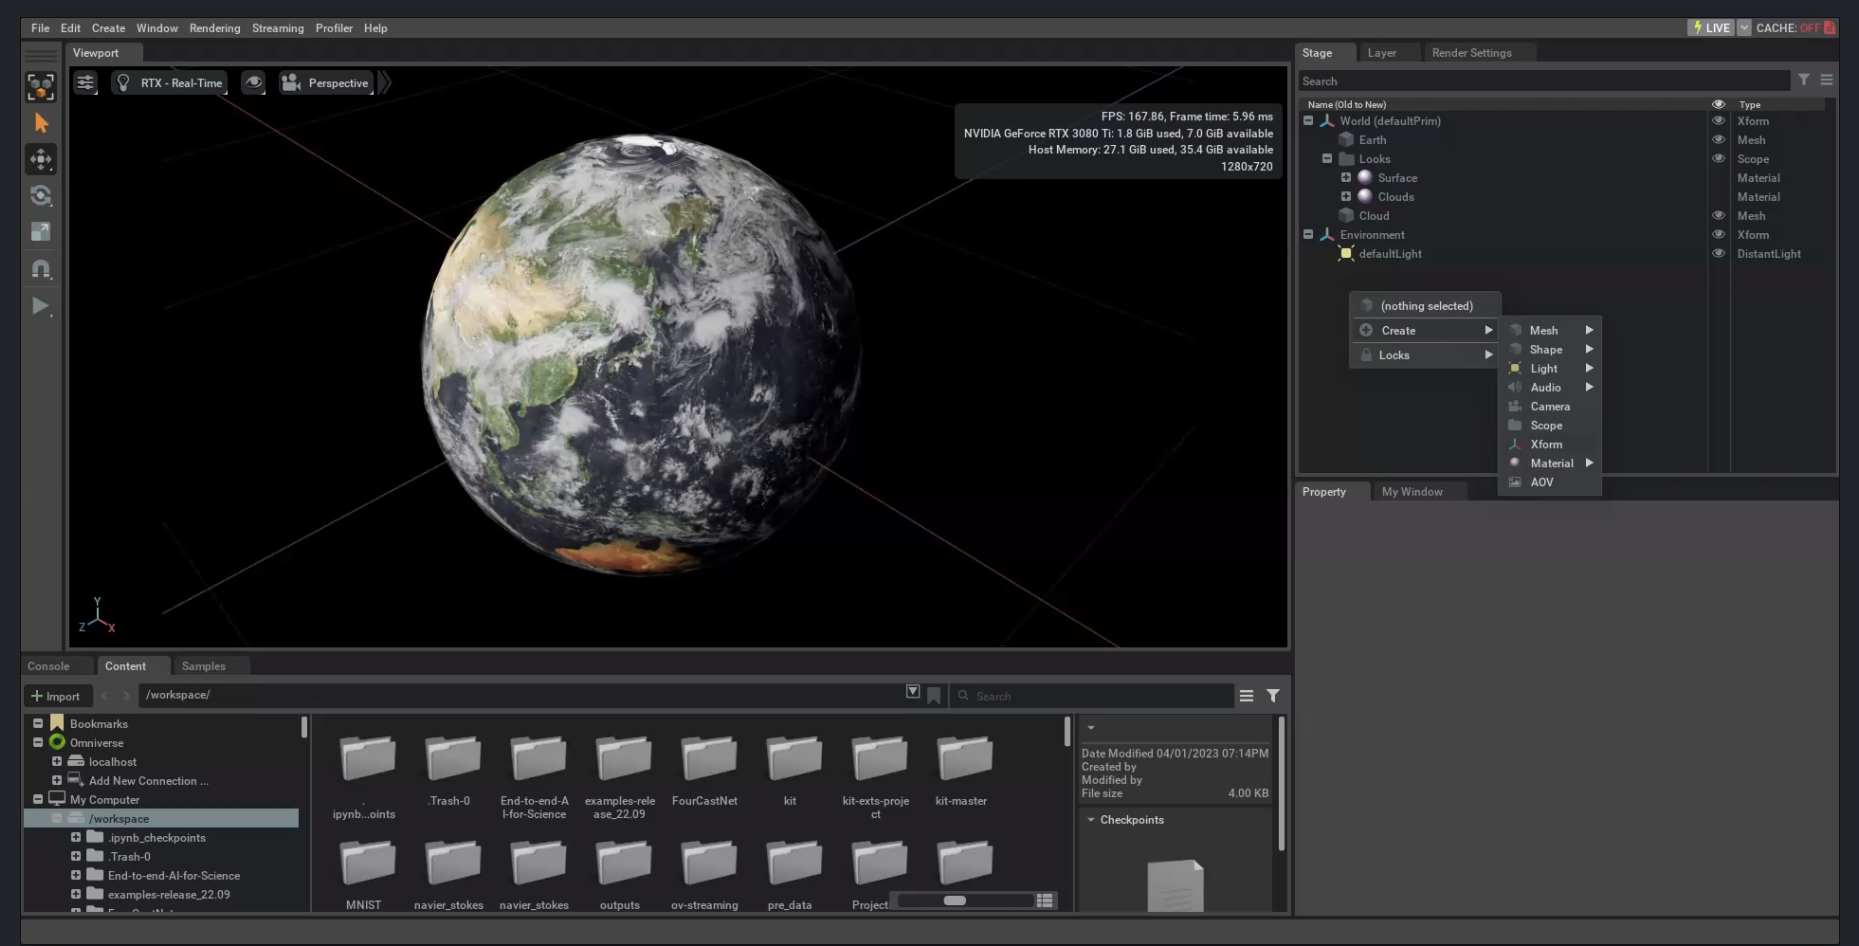 File Edit Create Window Rendering Streaming Profiler Help
LIVE CACHE: OFF
Viewport
RTX - Real-Time
Perspective
FPS: 167.86, Frame time: 5.96 ms
NVIDIA GeForce RTX 3080 Ti: 1.8 GiB used, 7.0 GiB available
Host Memory: 27.1 GiB used, 35.4 GiB available
1280x720
Y
Z
X
Stage Layer Render Settings
Search
Name (Old to New) Type
World (defaultPrim) Xform
Earth Mesh
Looks Scope
Surface Material
Clouds Material
Cloud Mesh
Environment Xform
defaultLight DistantLight
(nothing selected)
Create
Locks
Mesh
Shape
Light
Audio
Camera
Scope
Xform
Material
AOV
Property My Window
Console Content Samples
Import
/workspace/
Search
Bookmarks
Omniverse
localhost
Add New Connection ...
My Computer
/workspace
.ipynb_checkpoints
.Trash-0
End-to-end-AI-for-Science
examples-release_22.09
.
ipynb...oints
.Trash-0
End-to-end-A
I-for-Science
examples-rele
ase_22.09
FourCastNet
kit
kit-exts-proje
ct
kit-master
MNIST
navier_stokes
navier_stokes
outputs
ov-streaming
pre_data
Project
Date Modified 04/01/2023 07:14PM
Created by
Modified by
File size 4.00 KB
Checkpoints